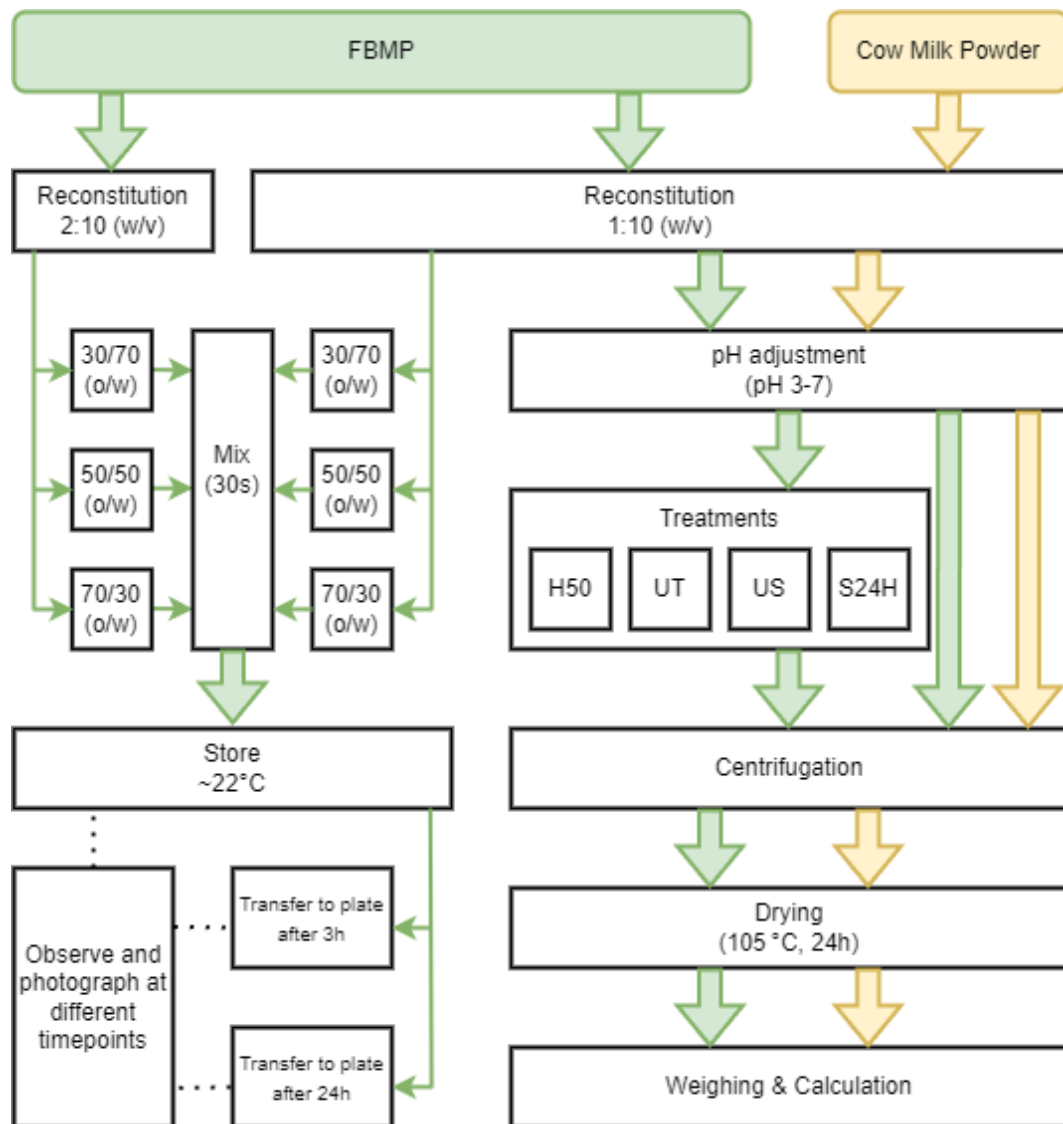 FBMP
Cow Milk Powder
Reconstitution
2:10 (w/v)
Reconstitution
1:10 (w/v)
30/70
(o/w)
50/50
(o/w)
70/30
(o/w)
Mix
(30s)
30/70
(o/w)
50/50
(o/w)
70/30
(o/w)
pH adjustment
(pH 3-7)
Treatments
H50
UT
US
S24H
Store
~22°C
Centrifugation
Observe and
photograph at
different
timepoints
Transfer to plate
after 3h
Transfer to plate
after 24h
Drying
(105 °C, 24h)
Weighing & Calculation